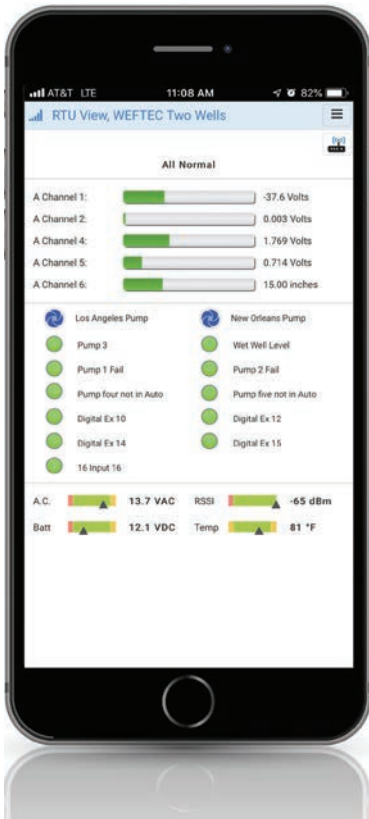 AT&T LTE 11:08 AM 82%
RTU View, WEFTEC Two Wells
All Normal
A Channel 1: -37.6 Volts
A Channel 2: 0.003 Volts
A Channel 4: 1.769 Volts
A Channel 5: 0.714 Volts
A Channel 6: 15.00 inches
Los Angeles Pump New Orleans Pump
Pump 3 Wet Well Level
Pump 1 Fail Pump 2 Fail
Pump four not in Auto Pump five not in Auto
Digital Ex 10 Digital Ex 12
Digital Ex 14 Digital Ex 15
16 Input 16
A.C. 13.7 VAC RSSI -65 dBm
Batt 12.1 VDC Temp 81 °F